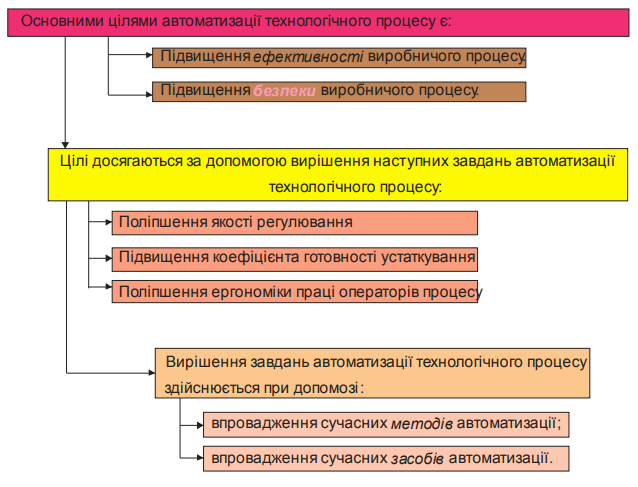 Основними цілями автоматизації технологічного процесу є:
Підвищення ефективності виробничого процесу.
Підвищення безпеки виробничого процесу.
Цілі досягаються за допомогою вирішення наступних завдань автоматизації
технологічного процесу:
Поліпшення якості регулювання
Підвищення коефіцієнта готовності устаткування
Поліпшення ергономіки праці операторів процесу
Вирішення завдань автоматизації технологічного процесу
здійснюється при допомозі:
впровадження сучасних методів автоматизації;
впровадження сучасних засобів автоматизації.